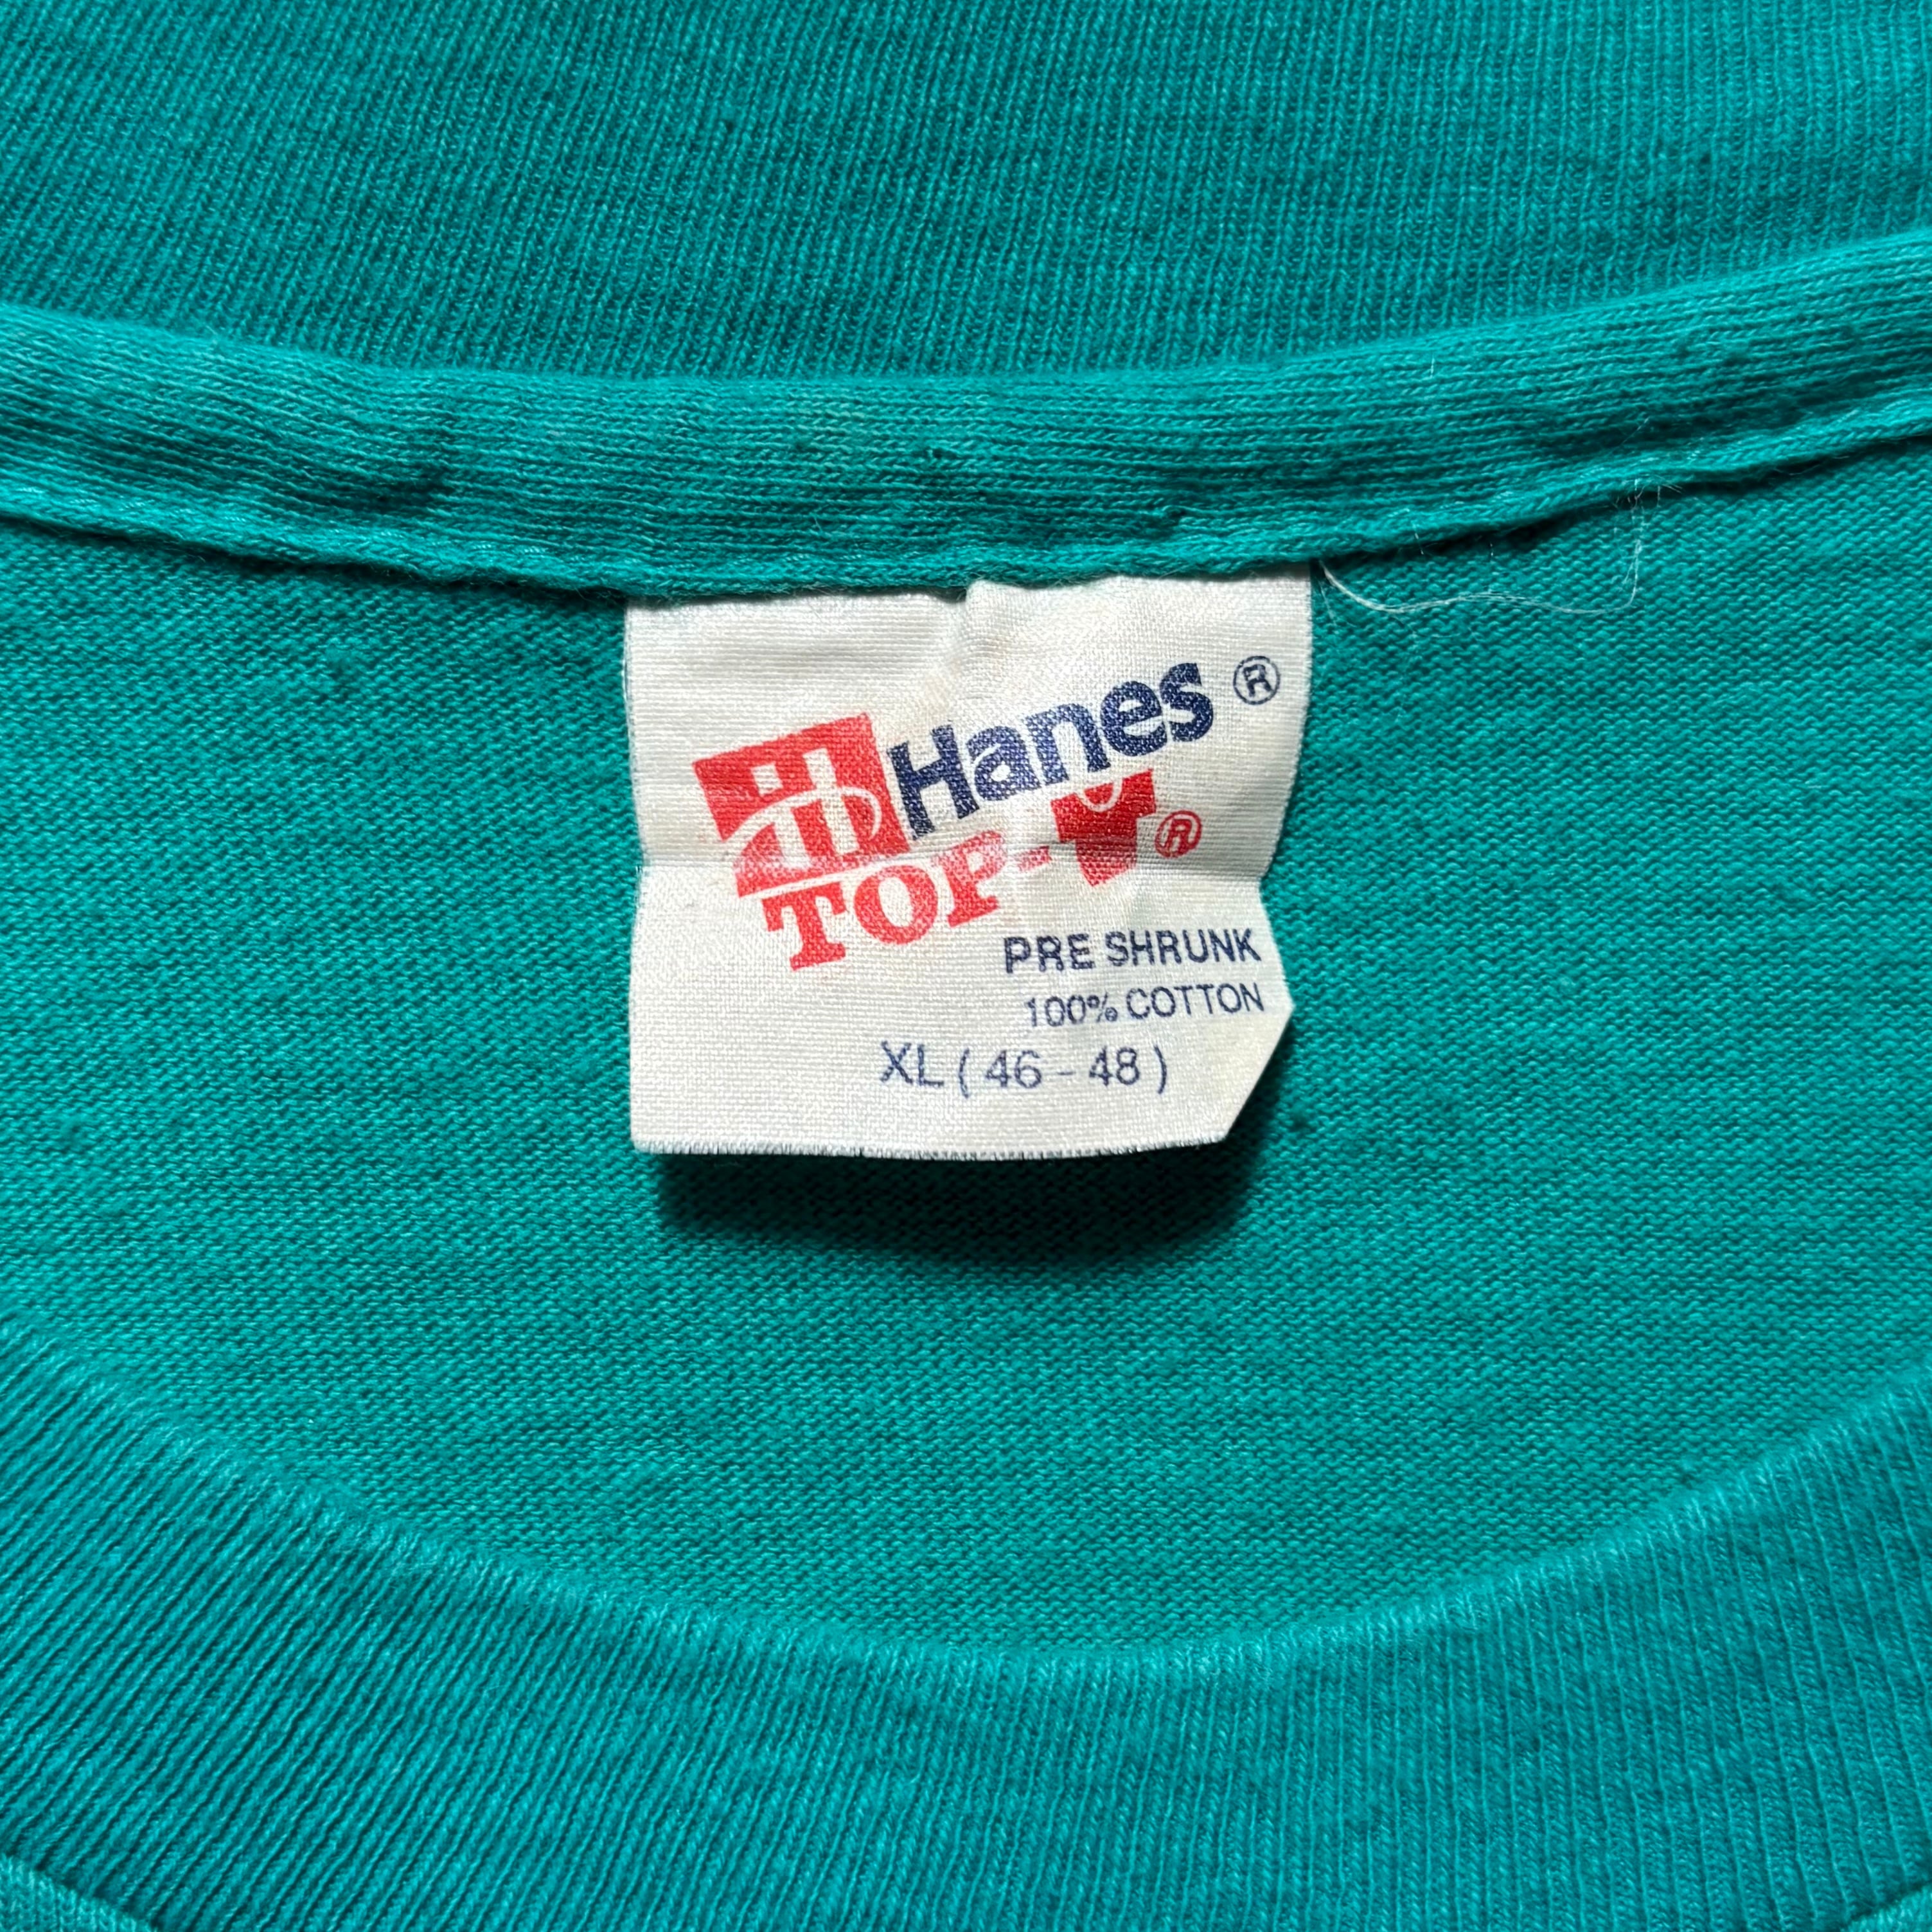 Hanes®
TOP-T®
PRE SHRUNK
100% COTTON
XL ( 46 - 48 )